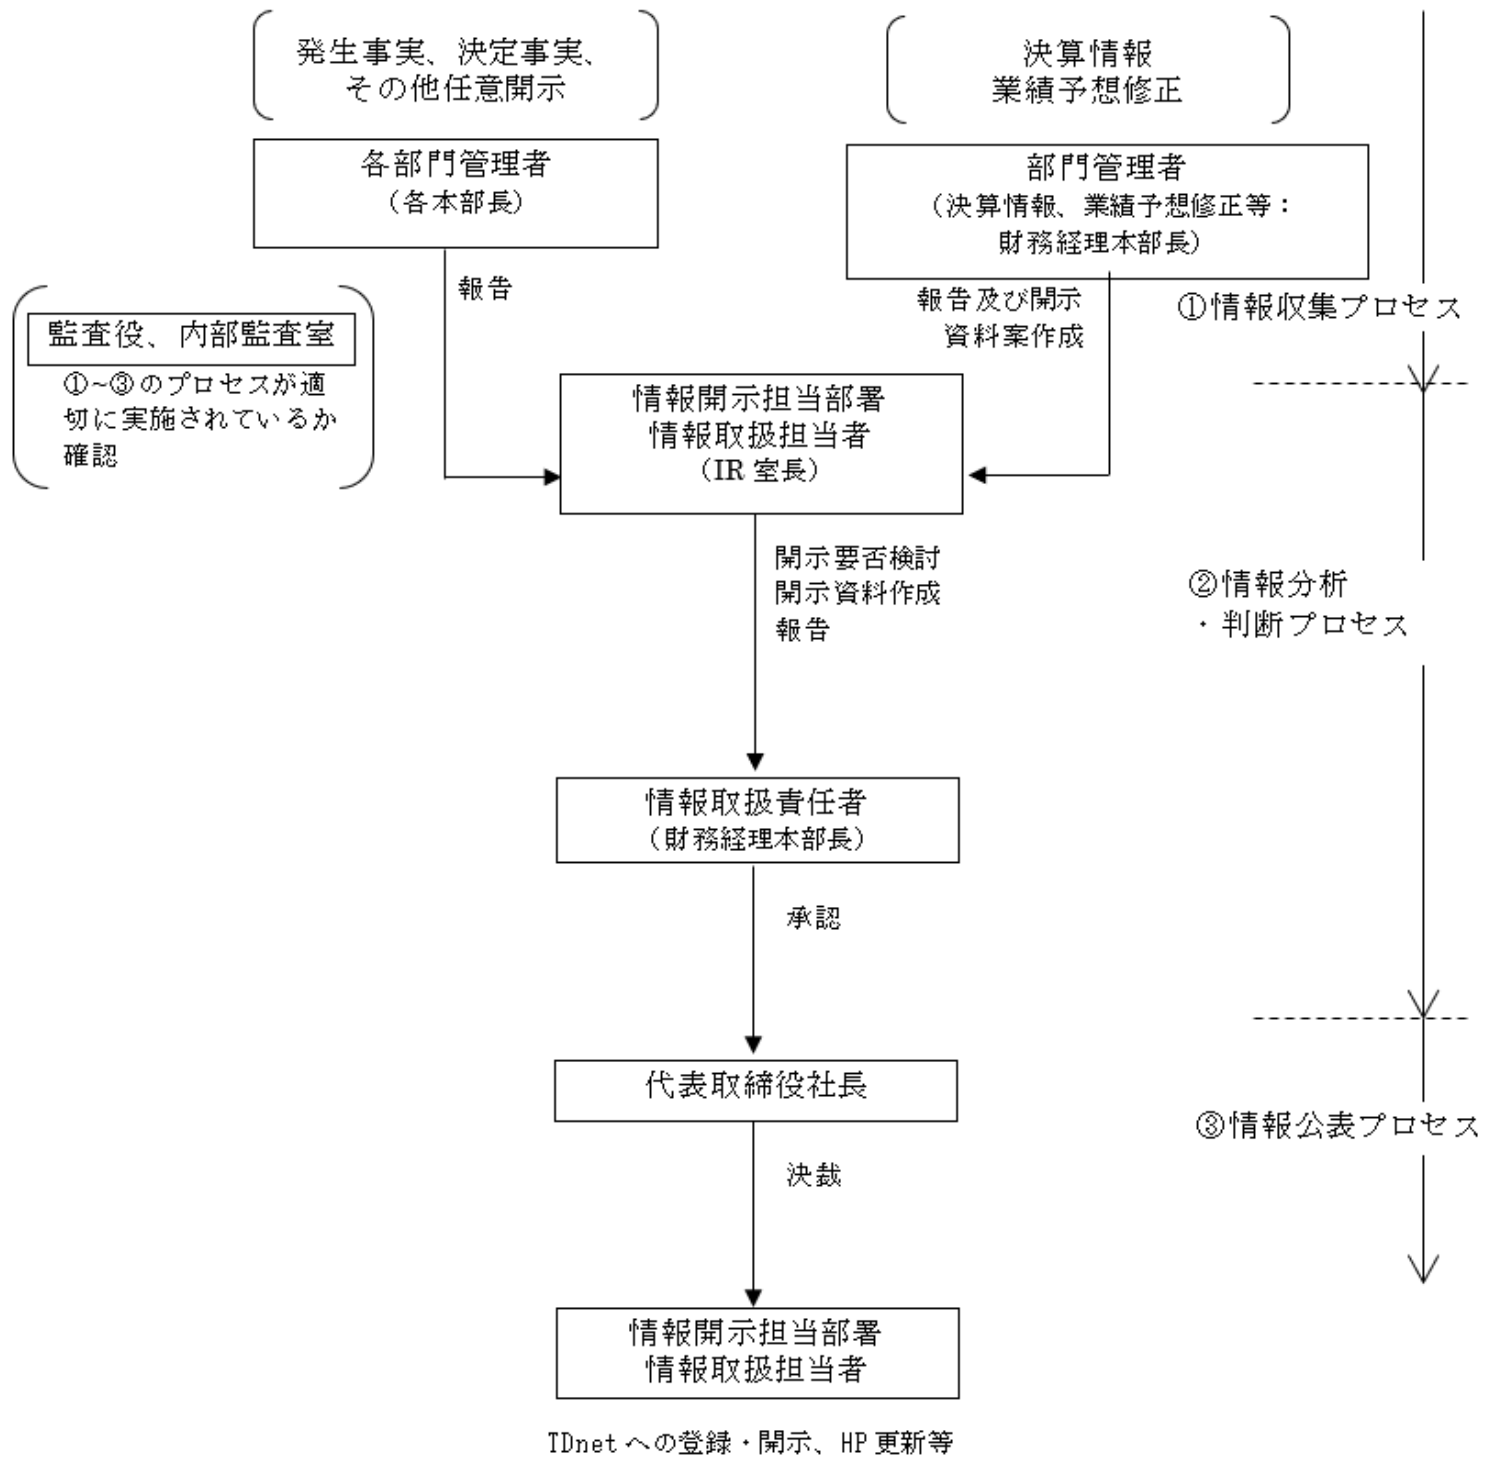 発生事実、決定事実、
その他任意開示
決算情報
業績予想修正
各部門管理者
（各本部長）
部門管理者
（決算情報、業績予想修正等：
財務経理本部長）
報告
報告及び開示
資料案作成
①情報収集プロセス
監査役、内部監査室
①~③のプロセスが適
切に実施されているか
確認
情報開示担当部署
情報取扱担当者
（IR 室長）
開示要否検討
開示資料作成
報告
②情報分析
・判断プロセス
情報取扱責任者
（財務経理本部長）
承認
代表取締役社長
③情報公表プロセス
決裁
情報開示担当部署
情報取扱担当者
TDnet への登録・開示、HP 更新等